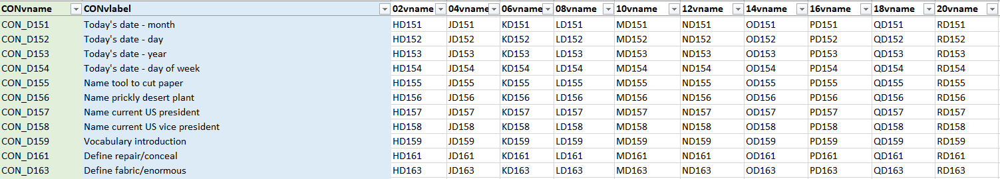 CONvname CONvlabel 02vname 04vname 06vname 08vname 10vname 12vname 14vname 16vname 18vname 20vname
CON_D151 Today's date - month HD151 JD151 KD151 LD151 MD151 ND151 OD151 PD151 QD151 RD151
CON_D152 Today's date - day HD152 JD152 KD152 LD152 MD152 ND152 OD152 PD152 QD152 RD152
CON_D153 Today's date - year HD153 JD153 KD153 LD153 MD153 ND153 OD153 PD153 QD153 RD153
CON_D154 Today's date - day of week HD154 JD154 KD154 LD154 MD154 ND154 OD154 PD154 QD154 RD154
CON_D155 Name tool to cut paper HD155 JD155 KD155 LD155 MD155 ND155 OD155 PD155 QD155 RD155
CON_D156 Name prickly desert plant HD156 JD156 KD156 LD156 MD156 ND156 OD156 PD156 QD156 RD156
CON_D157 Name current US president HD157 JD157 KD157 LD157 MD157 ND157 OD157 PD157 QD157 RD157
CON_D158 Name current US vice president HD158 JD158 KD158 LD158 MD158 ND158 OD158 PD158 QD158 RD158
CON_D159 Vocabulary introduction HD159 JD159 KD159 LD159 MD159 ND159 OD159 PD159 QD159 RD159
CON_D161 Define repair/conceal HD161 JD161 KD161 LD161 MD161 ND161 OD161 PD161 QD161 RD161
CON_D163 Define fabric/enormous HD163 JD163 KD163 LD163 MD163 ND163 OD163 PD163 QD163 RD163